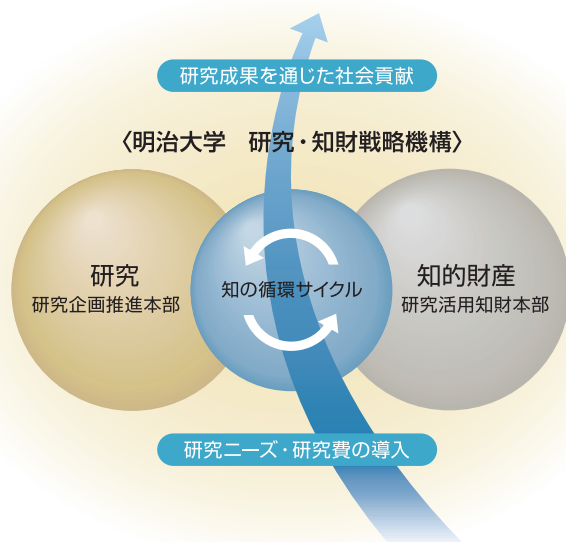 研究成果を通じた社会貢献
〈明治大学　研究・知財戦略機構〉
研究
研究企画推進本部
知の循環サイクル
知的財産
研究活用知財本部
研究ニーズ・研究費の導入